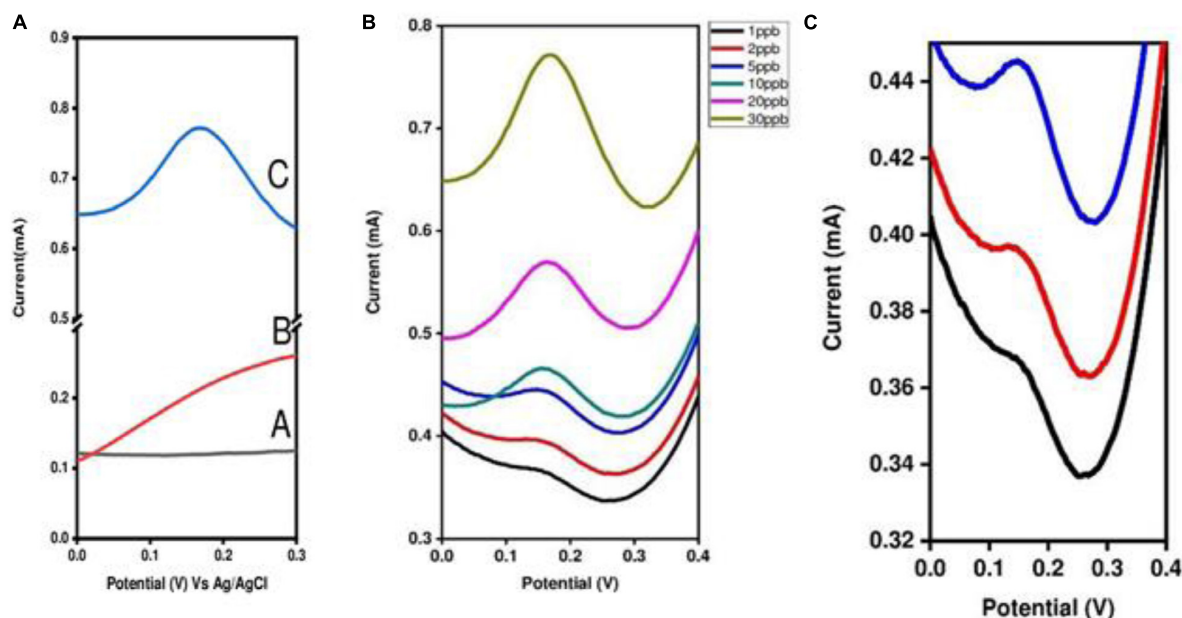 A
Current(mA)
0.9
0.8
0.7
0.6
0.5
0.2
0.1
0.0
C
B
A
0.0 0.1 0.2 0.3
Potential (V) Vs Ag/AgCl
B
Current (mA)
0.8
0.7
0.6
0.5
0.4
0.3
0.0 0.1 0.2 0.3 0.4
Potential (V)
1ppb
2ppb
5ppb
10ppb
20ppb
30ppb
C
Current (mA)
0.44
0.42
0.40
0.38
0.36
0.34
0.32
0.0 0.1 0.2 0.3 0.4
Potential (V)